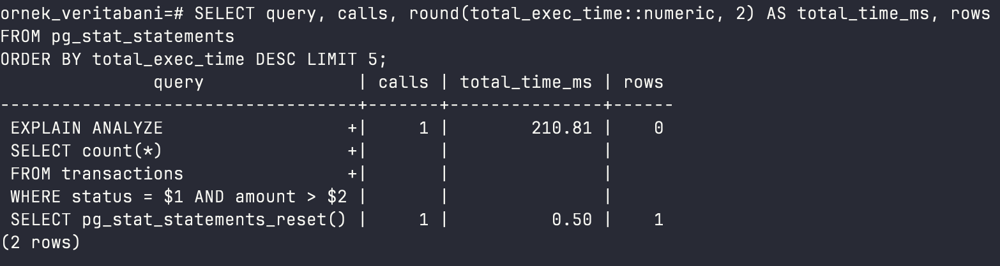 ornek_veritabani=# SELECT query, calls, round(total_exec_time::numeric, 2) AS total_time_ms, rows
FROM pg_stat_statements
ORDER BY total_exec_time DESC LIMIT 5;
               query               | calls | total_time_ms | rows
-----------------------------------+-------+---------------+------
 EXPLAIN ANALYZE                  +|     1 |        210.81 |    0
 SELECT count(*)                  +|       |               |
 FROM transactions                +|       |               |
 WHERE status = $1 AND amount > $2 |       |               |
 SELECT pg_stat_statements_reset() |     1 |          0.50 |    1
(2 rows)